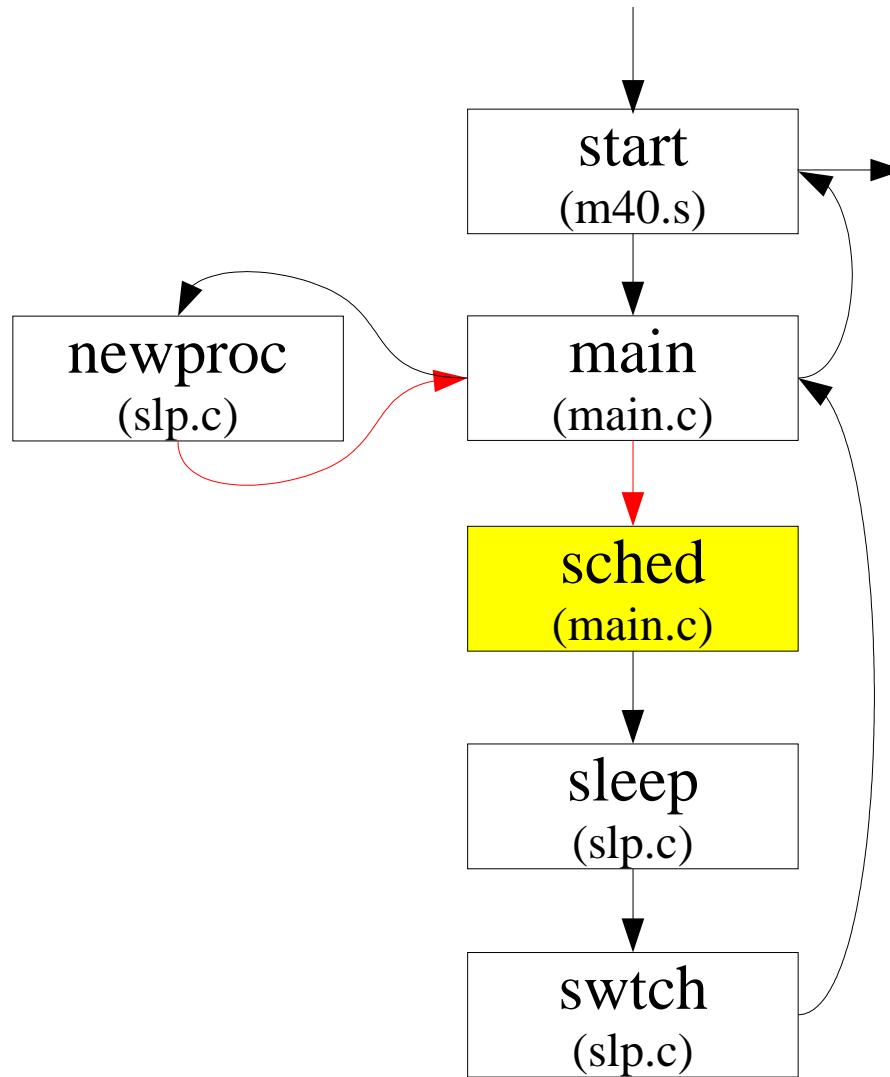 start
(m40.s)
newproc
(slp.c)
main
(main.c)
sched
(main.c)
sleep
(slp.c)
swtch
(slp.c)